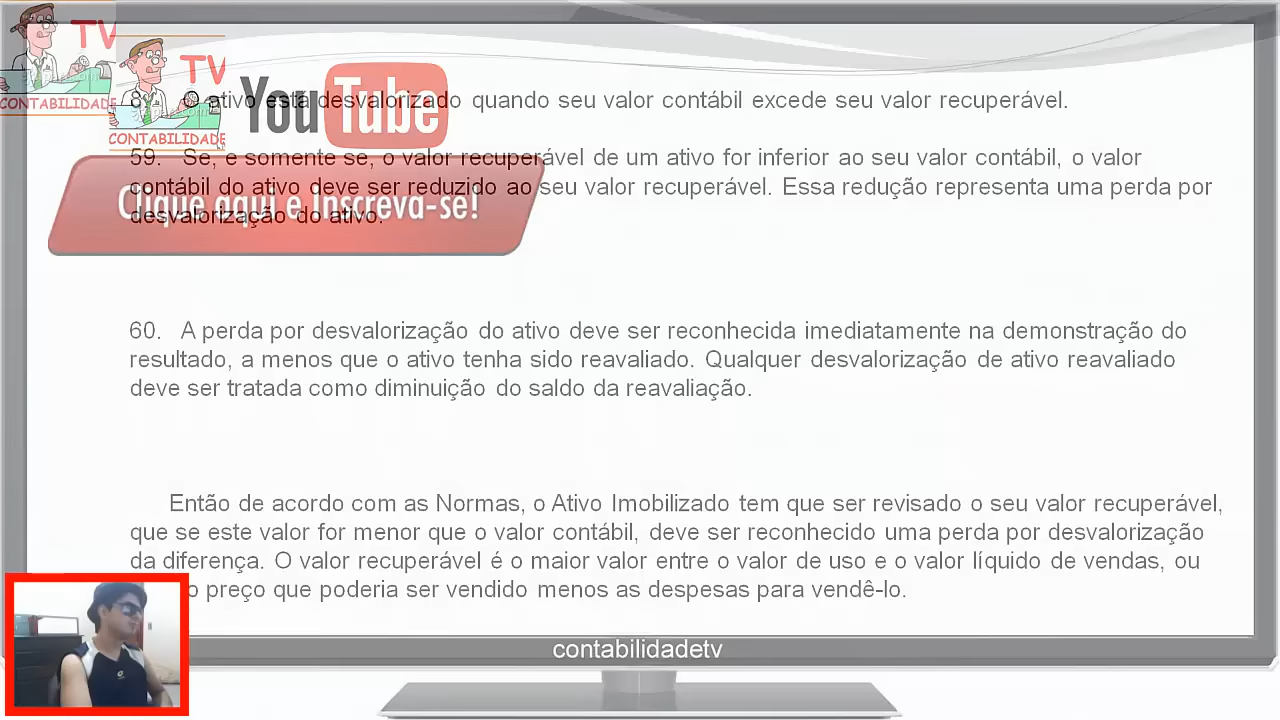 TV
CONTABILIDADE
TV
CONTABILIDADE
YouTube
Clique aqui e Inscreva-se!
O ativo está desvalorizado quando seu valor contábil excede seu valor recuperável.
59. Se, e somente se, o valor recuperável de um ativo for inferior ao seu valor contábil, o valor
contábil do ativo deve ser reduzido ao seu valor recuperável. Essa redução representa uma perda por
desvalorização do ativo.
60. A perda por desvalorização do ativo deve ser reconhecida imediatamente na demonstração do
resultado, a menos que o ativo tenha sido reavaliado. Qualquer desvalorização de ativo reavaliado
deve ser tratada como diminuição do saldo da reavaliação.
Então de acordo com as Normas, o Ativo Imobilizado tem que ser revisado o seu valor recuperável,
que se este valor for menor que o valor contábil, deve ser reconhecido uma perda por desvalorização
da diferença. O valor recuperável é o maior valor entre o valor de uso e o valor líquido de vendas, ou
o preço que poderia ser vendido menos as despesas para vendê-lo.
contabilidadetv